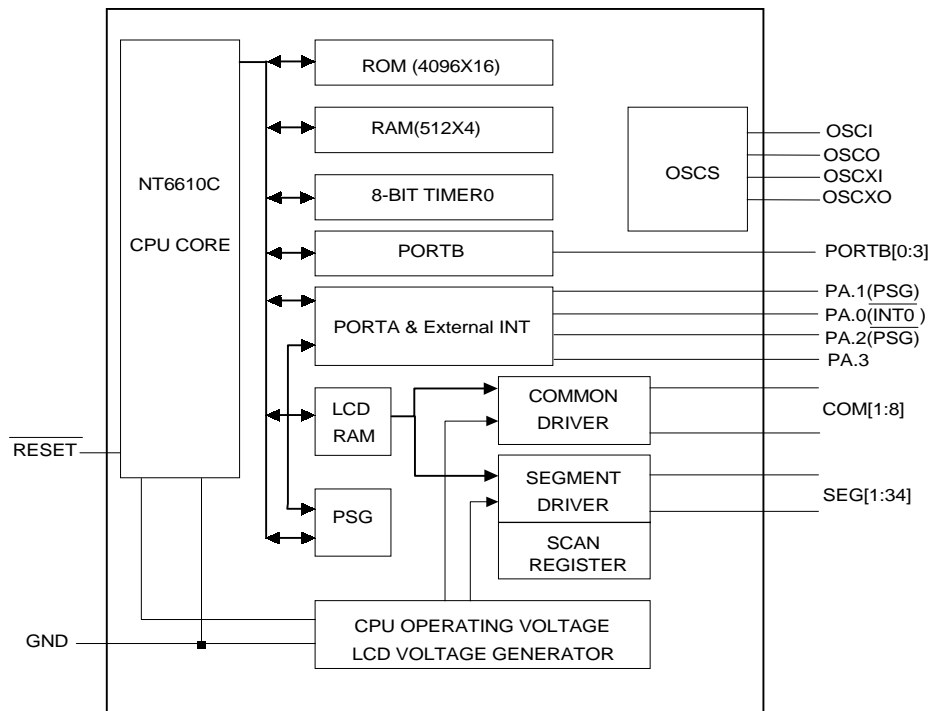 ROM (4096X16)
RAM(512X4)
OSCI
OSCO
OSCXI
OSCXO
OSCS
NT6610C
CPU CORE
8-BIT TIMER0
PORTB
PORTB[0:3]
PORTA & External INT
PA.1(PSG)
PA.0(INT0 )
PA.2(PSG)
PA.3
LCD
RAM
COMMON
DRIVER
COM[1:8]
RESET
SEGMENT
DRIVER
SEG[1:34]
PSG
SCAN
REGISTER
GND
CPU OPERATING VOLTAGE
LCD VOLTAGE GENERATOR